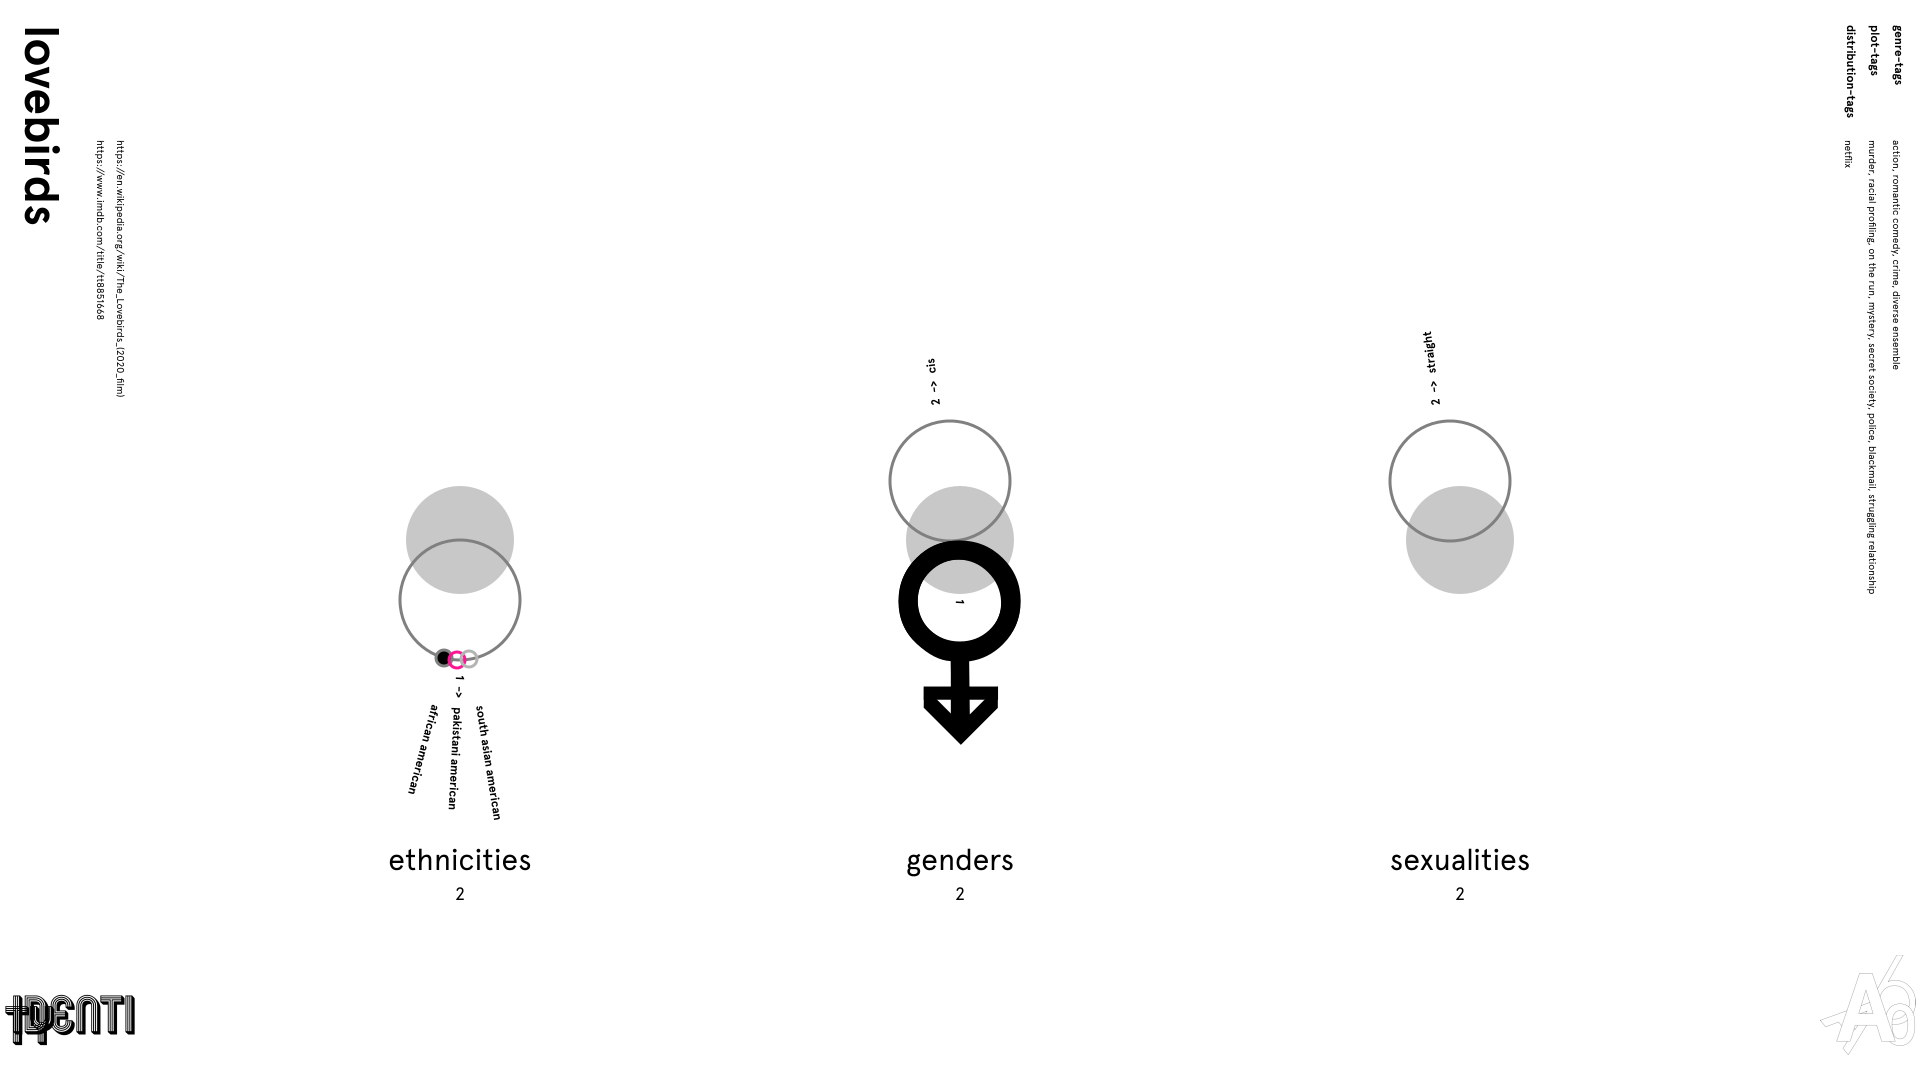 lovebirds
https://en.wikipedia.org/wiki/The_Lovebirds_(2020_film)
https://www.imdb.com/title/tt8851668
genre-tags
action, romantic comedy, crime, diverse ensemble
plot-tags
murder, racial profiling, on the run, mystery, secret society, police, blackmail, struggling relationship
distribution-tags
netflix
1 ->
african american
pakistani american
south asian american
ethnicities
2
2 -> cis
1
genders
2
2 -> straight
sexualities
2
IDENTI